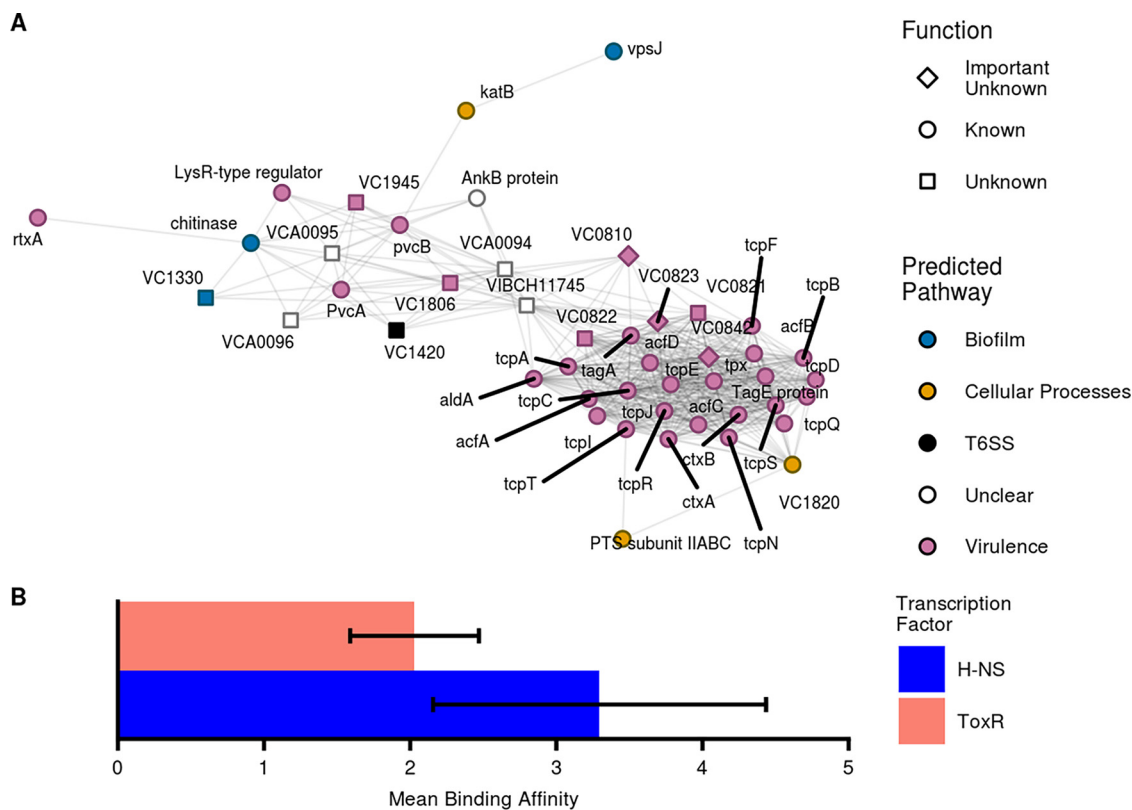 A
vpsJ
katB
LysR-type regulator
VC1945
AnkB protein
chitinase
VCA0095
pvcB
VCA0094
rtxA
VC1330
PvcA
VC1806
VIBCH11745
VCA0096
VC1420
VC0810
VC0823
VC0821
tcpF
tcpB
VC0822
VC0842
acfB
acfD
tcpA
tagA
tcpE
tpx
tcpD
aldA
tcpC
TagE protein
acfA
tcpJ
acfC
tcpQ
tcpI
ctxB
tcpS
tcpT
tcpR
ctxA
VC1820
PTS subunit IIABC
tcpN
Function
Important
Unknown
Known
Unknown
Predicted
Pathway
Biofilm
Cellular Processes
T6SS
Unclear
Virulence
B
0
1
2
3
4
5
Mean Binding Affinity
Transcription
Factor
H-NS
ToxR